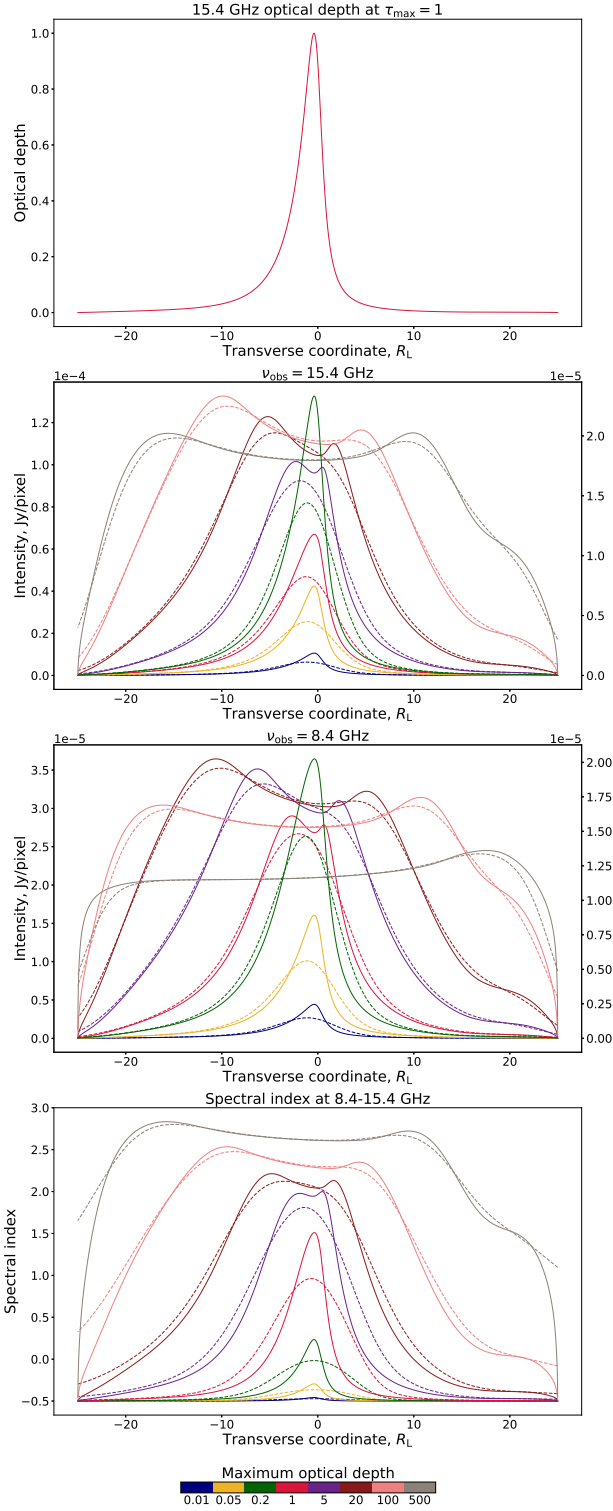 15.4 GHz optical depth at τmax = 1
1.0
0.8
0.6
0.4
0.2
0.0
Optical depth
−20 −10 0 10 20
Transverse coordinate, RL
νobs = 15.4 GHz
1e−4 1e−5
1.2
1.0
0.8
0.6
0.4
0.2
0.0
Intensity, Jy/pixel
2.0
1.5
1.0
0.5
0.0
−20 −10 0 10 20
Transverse coordinate, RL
νobs = 8.4 GHz
1e−5 1e−5
3.5
3.0
2.5
2.0
1.5
1.0
0.5
0.0
Intensity, Jy/pixel
2.00
1.75
1.50
1.25
1.00
0.75
0.50
0.25
0.00
−20 −10 0 10 20
Transverse coordinate, RL
Spectral index at 8.4-15.4 GHz
3.0
2.5
2.0
1.5
1.0
0.5
0.0
−0.5
Spectral index
−20 −10 0 10 20
Transverse coordinate, RL
Maximum optical depth
0.01 0.05 0.2 1 5 20 100 500